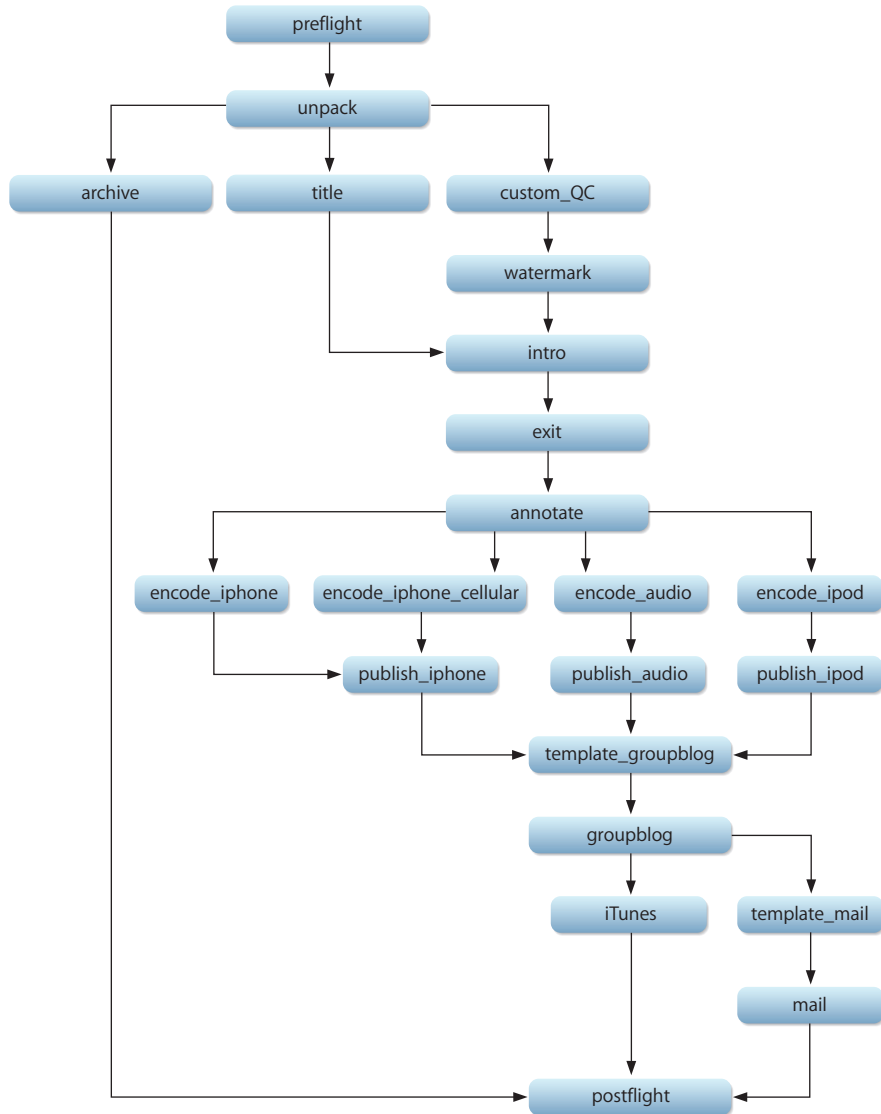 preflight
unpack
archive
title
custom_QC
watermark
intro
exit
annotate
encode_iphone
encode_iphone_cellular
encode_audio
encode_ipod
publish_iphone
publish_audio
publish_ipod
template_groupblog
groupblog
iTunes
template_mail
mail
postflight